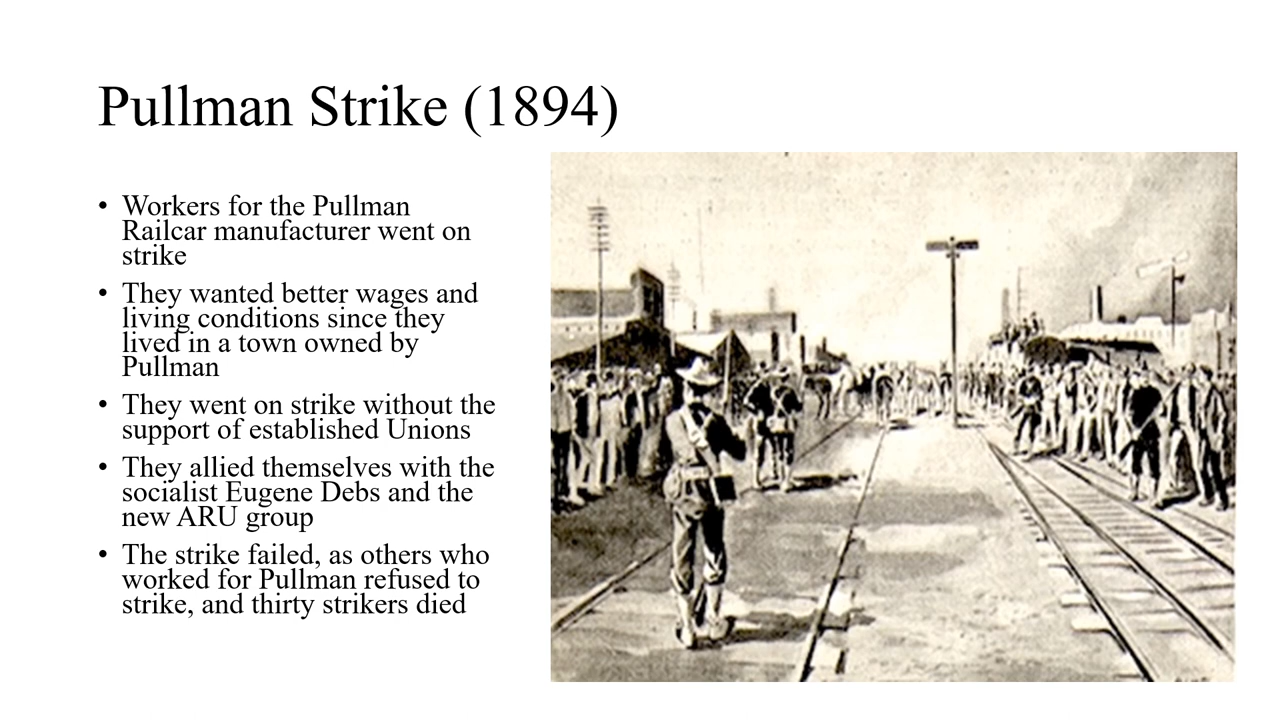 Pullman Strike (1894)
• Workers for the Pullman
Railcar manufacturer went on
strike
• They wanted better wages and
living conditions since they
lived in a town owned by
Pullman
• They went on strike without the
support of established Unions
• They allied themselves with the
socialist Eugene Debs and the
new ARU group
• The strike failed, as others who
worked for Pullman refused to
strike, and thirty strikers died